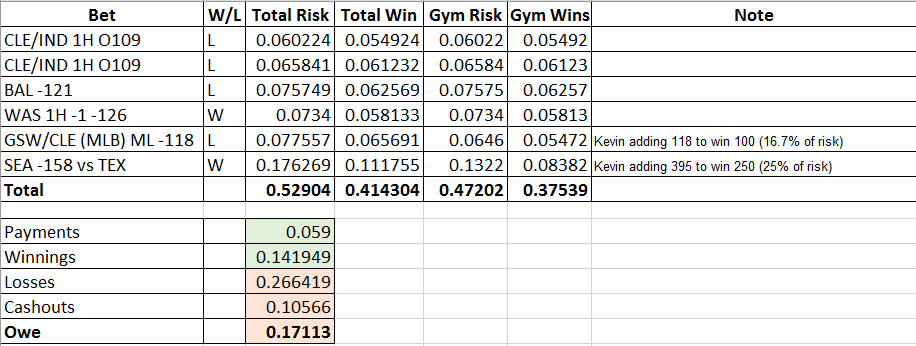 Bet W/L Total Risk Total Win Gym Risk Gym Wins Note
CLE/IND 1H O109 L 0.060224 0.054924 0.06022 0.05492
CLE/IND 1H O109 L 0.065841 0.061232 0.06584 0.06123
BAL -121 L 0.075749 0.062569 0.07575 0.06257
WAS 1H -1 -126 W 0.0734 0.058133 0.0734 0.05813
GSW/CLE (MLB) ML -118 L 0.077557 0.065691 0.0646 0.05472 Kevin adding 118 to win 100 (16.7% of risk)
SEA -158 vs TEX W 0.176269 0.111755 0.1322 0.08382 Kevin adding 395 to win 250 (25% of risk)
Total 0.52904 0.414304 0.47202 0.37539
Payments 0.059
Winnings 0.141949
Losses 0.266419
Cashouts 0.10566
Owe 0.17113